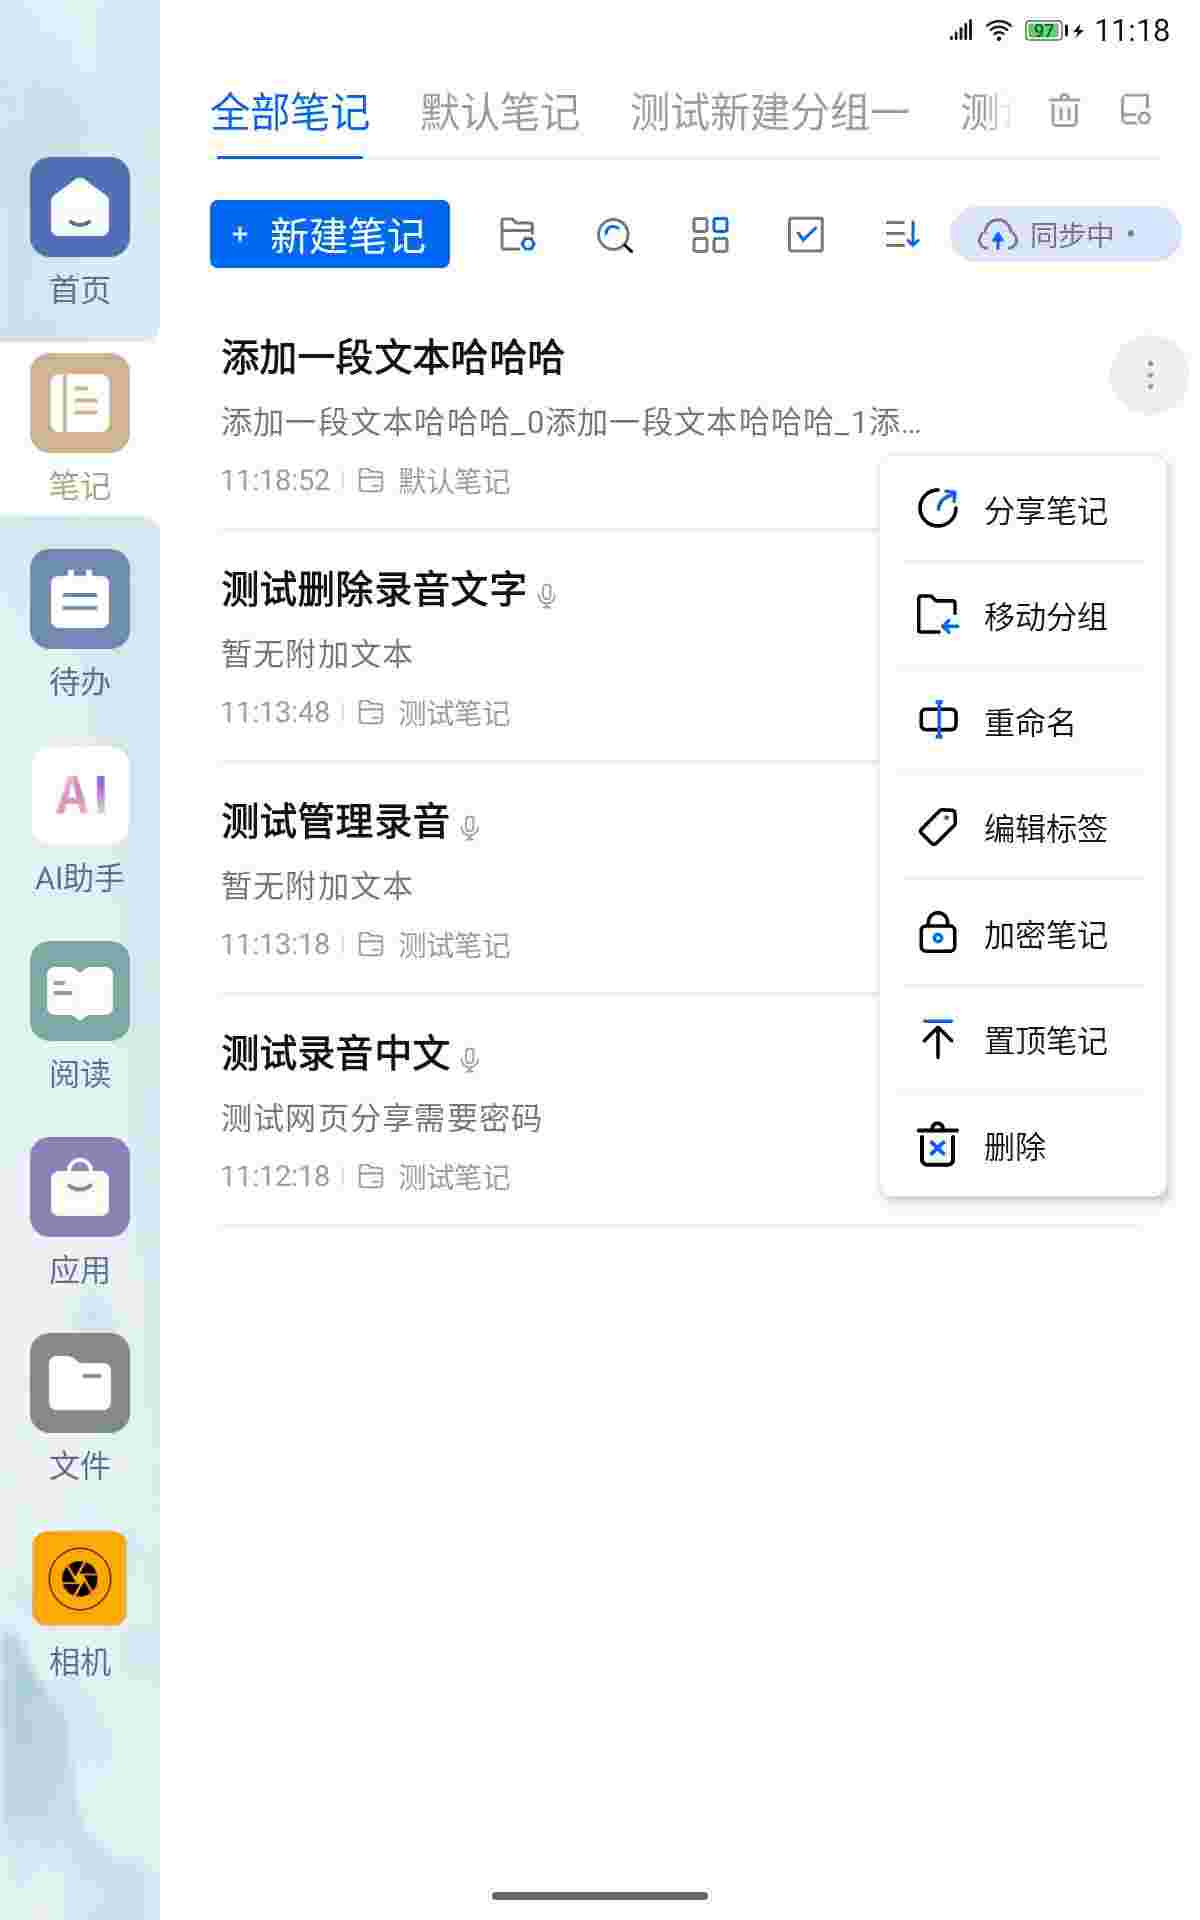 97 11:18
全部笔记 默认笔记 测试新建分组一 测
+ 新建笔记 同步中
首页
笔记
待办
AI
AI助手
阅读
应用
文件
相机
添加一段文本哈哈哈
添加一段文本哈哈哈_0添加一段文本哈哈哈_1添...
11:18:52 默认笔记
测试删除录音文字
暂无附加文本
11:13:48 测试笔记
测试管理录音
暂无附加文本
11:13:18 测试笔记
测试录音中文
测试网页分享需要密码
11:12:18 测试笔记
分享笔记
移动分组
重命名
编辑标签
加密笔记
置顶笔记
删除